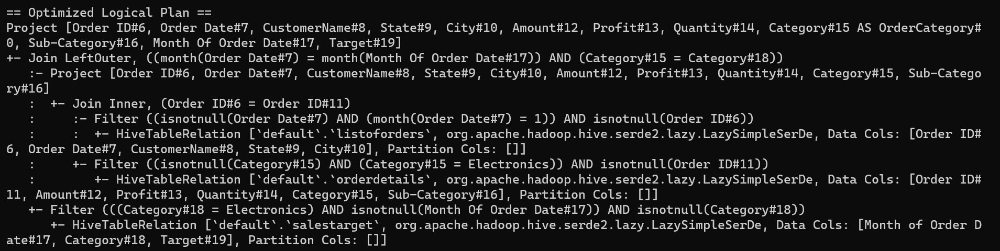 == Optimized Logical Plan ==
Project [Order ID#6, Order Date#7, CustomerName#8, State#9, City#10, Amount#12, Profit#13, Quantity#14, Category#15 AS OrderCategory#
0, Sub-Category#16, Month Of Order Date#17, Target#19]
+- Join LeftOuter, ((month(Order Date#7) = month(Month Of Order Date#17)) AND (Category#15 = Category#18))
   :- Project [Order ID#6, Order Date#7, CustomerName#8, State#9, City#10, Amount#12, Profit#13, Quantity#14, Category#15, Sub-Catego
ry#16]
   :  +- Join Inner, (Order ID#6 = Order ID#11)
   :     :- Filter ((isnotnull(Order Date#7) AND (month(Order Date#7) = 1)) AND isnotnull(Order ID#6))
   :     :  +- HiveTableRelation [`default`.`listoforders`, org.apache.hadoop.hive.serde2.lazy.LazySimpleSerDe, Data Cols: [Order ID#
6, Order Date#7, CustomerName#8, State#9, City#10], Partition Cols: []]
   :     +- Filter ((isnotnull(Category#15) AND (Category#15 = Electronics)) AND isnotnull(Order ID#11))
   :        +- HiveTableRelation [`default`.`orderdetails`, org.apache.hadoop.hive.serde2.lazy.LazySimpleSerDe, Data Cols: [Order ID#
11, Amount#12, Profit#13, Quantity#14, Category#15, Sub-Category#16], Partition Cols: []]
   +- Filter (((Category#18 = Electronics) AND isnotnull(Month Of Order Date#17)) AND isnotnull(Category#18))
      +- HiveTableRelation [`default`.`salestarget`, org.apache.hadoop.hive.serde2.lazy.LazySimpleSerDe, Data Cols: [Month of Order D
ate#17, Category#18, Target#19], Partition Cols: []]